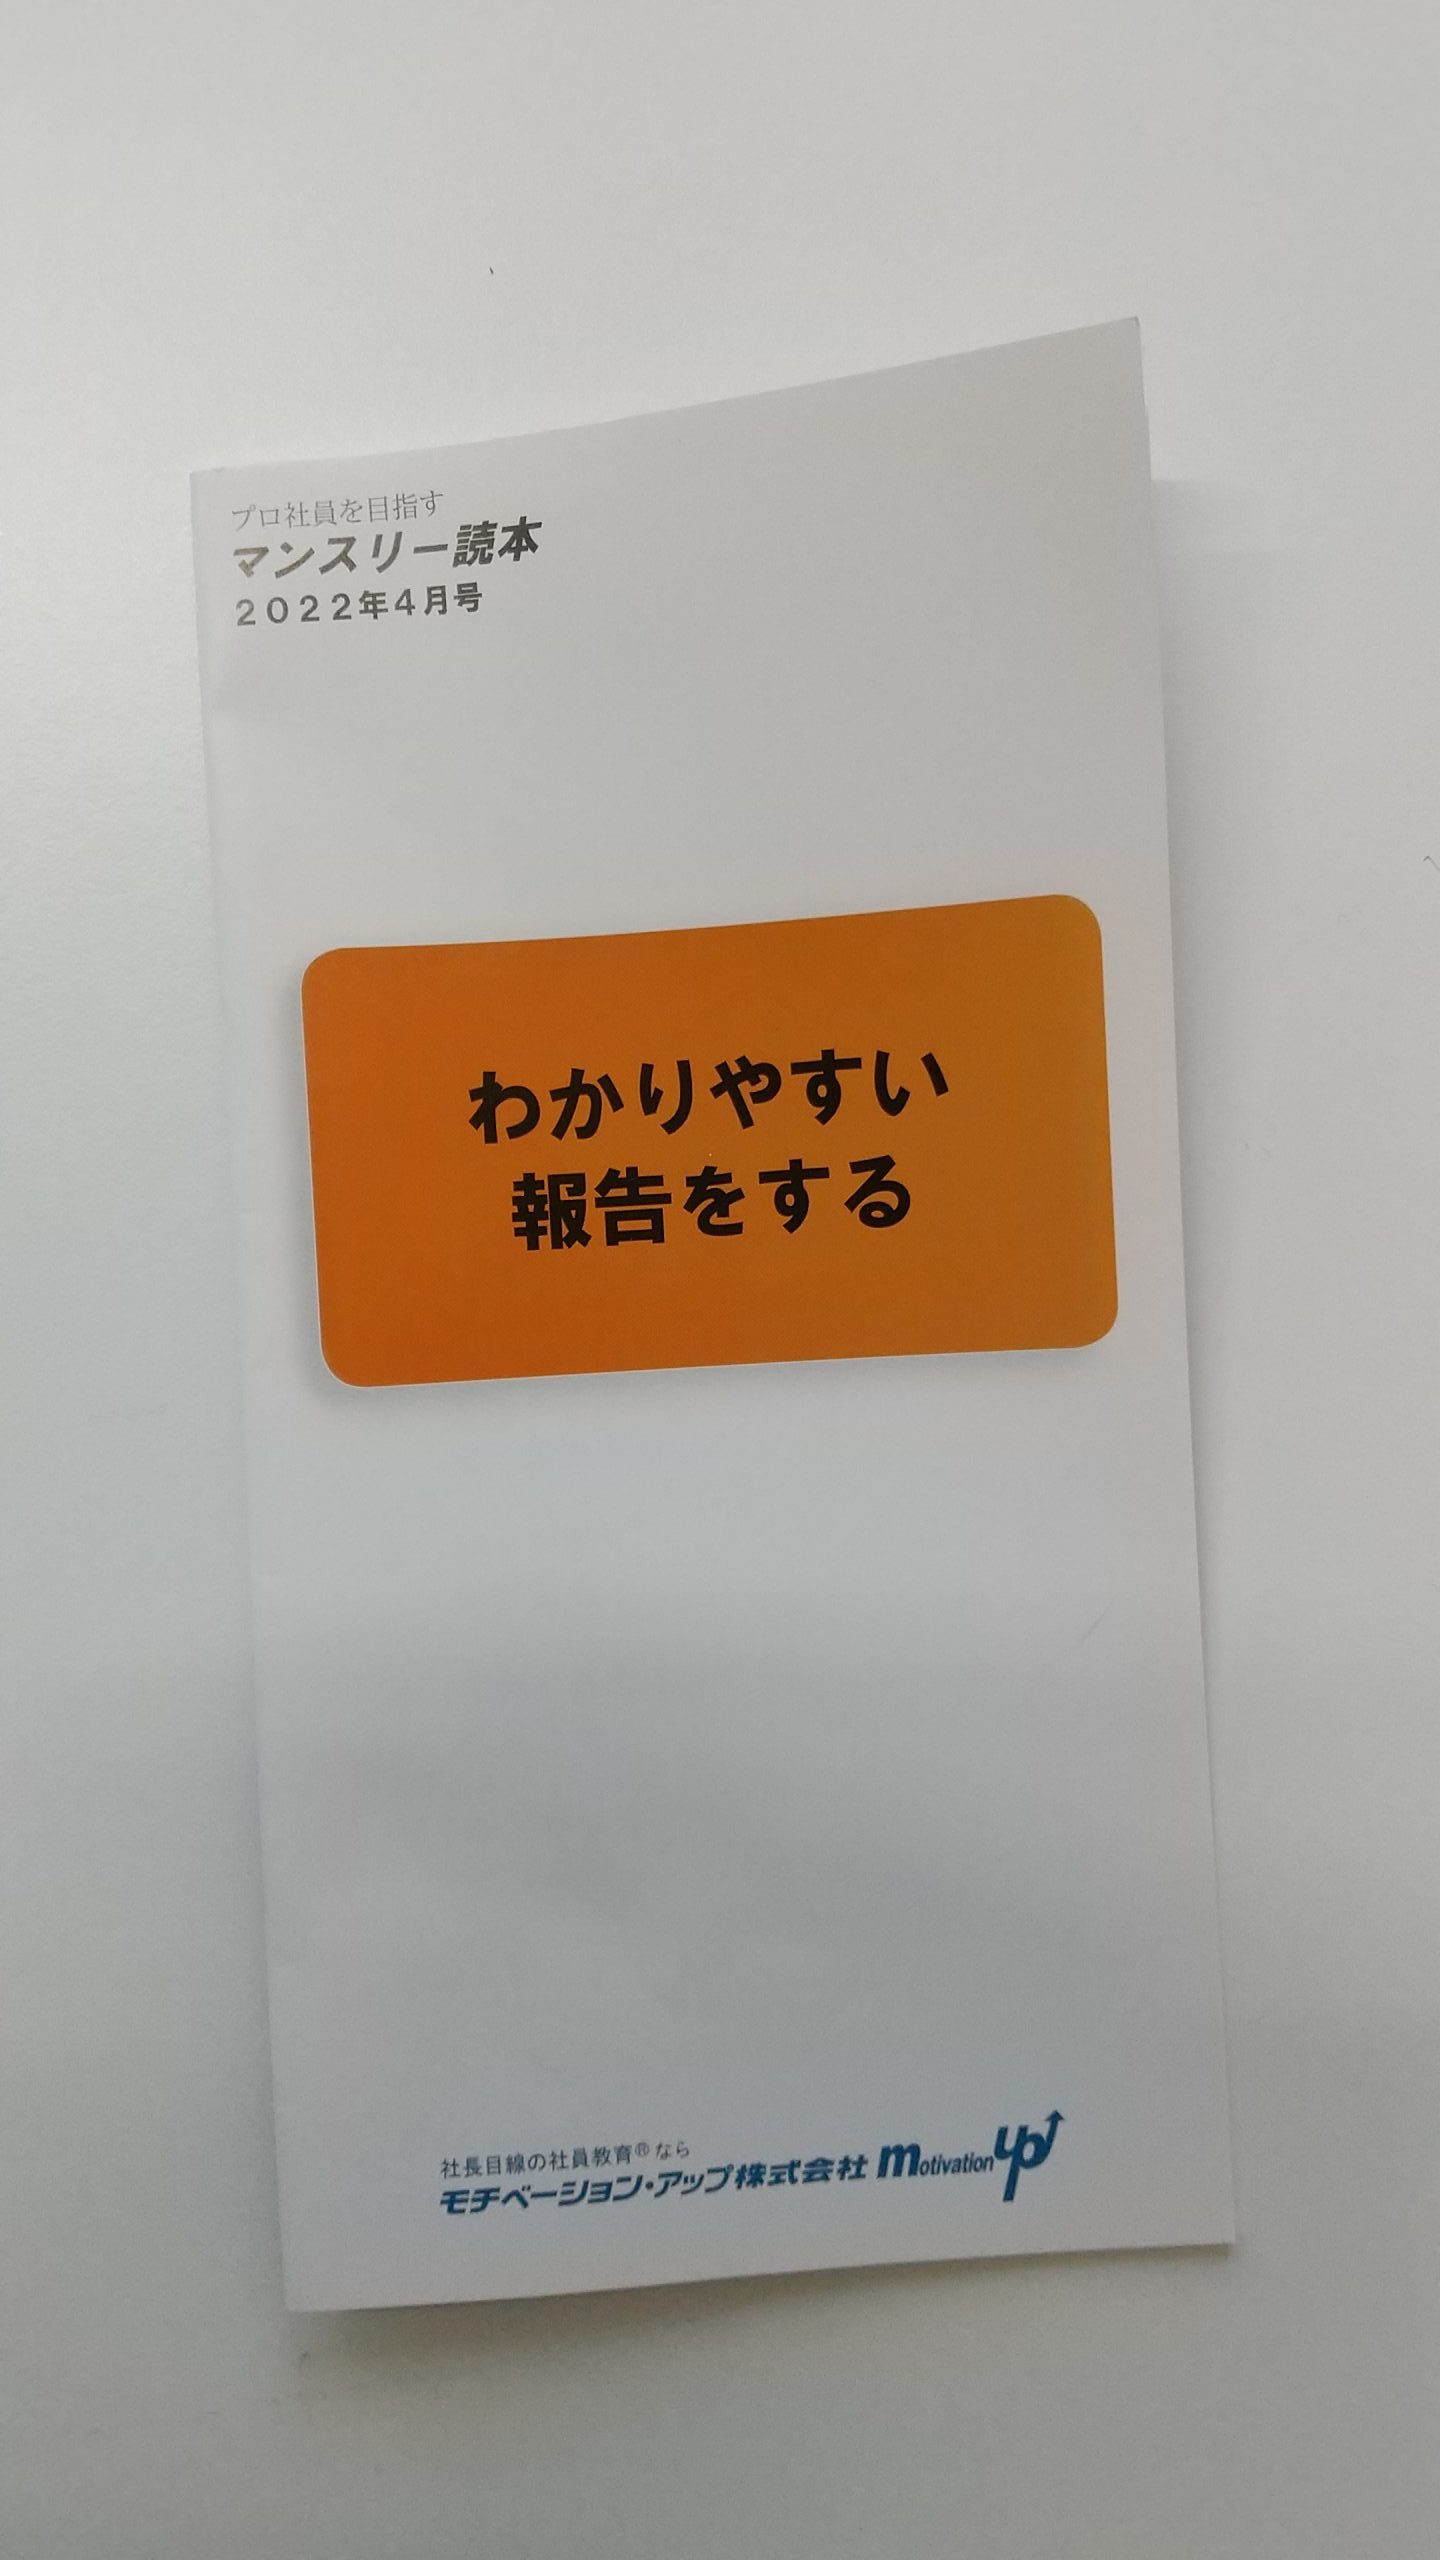 プロ社員を目指す
マンスリー読本
２０２２年４月号
わかりやすい
報告をする
社長目線の社員教育®なら
モチベーション・アップ株式会社 motivation up